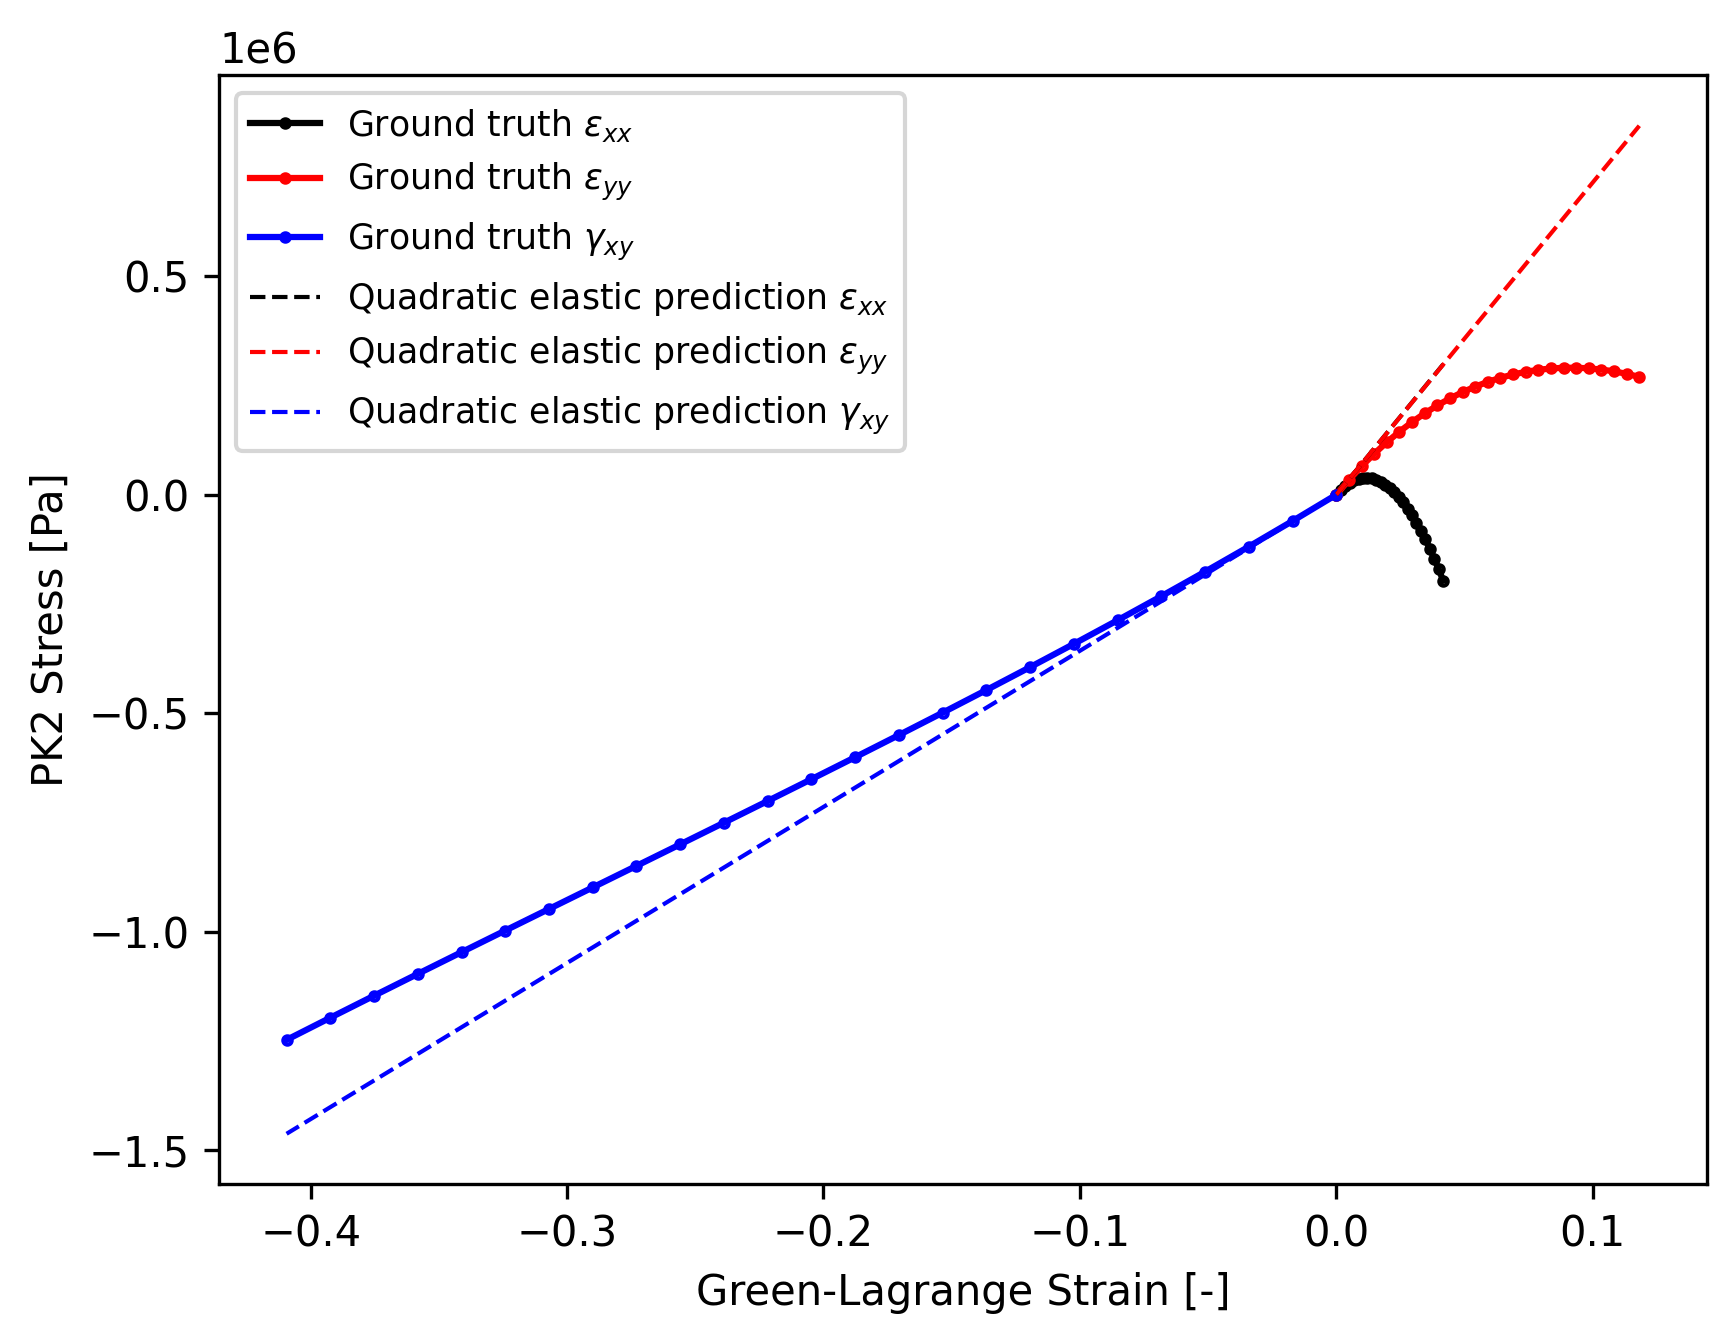 1e6
Ground truth εxx
Ground truth εyy
Ground truth γxy
Quadratic elastic prediction εxx
Quadratic elastic prediction εyy
Quadratic elastic prediction γxy
0.5
0.0
−0.5
−1.0
−1.5
PK2 Stress [Pa]
−0.4 −0.3 −0.2 −0.1 0.0 0.1
Green-Lagrange Strain [-]